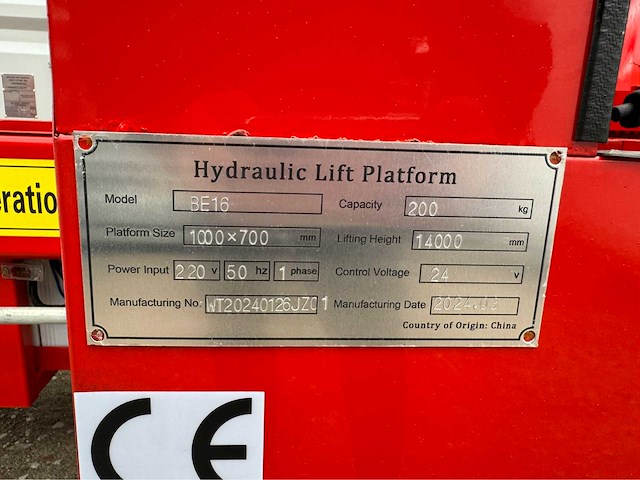 Hydraulic Lift Platform
Model BE16 Capacity 200 kg
Platform Size 1000×700 mm Lifting Height 14000 mm
Power Input 220 v 50 hz 1 phase Control Voltage 24 v
Manufacturing No. WT20240126JZ01 Manufacturing Date
Country of Origin: China
eratio
CE